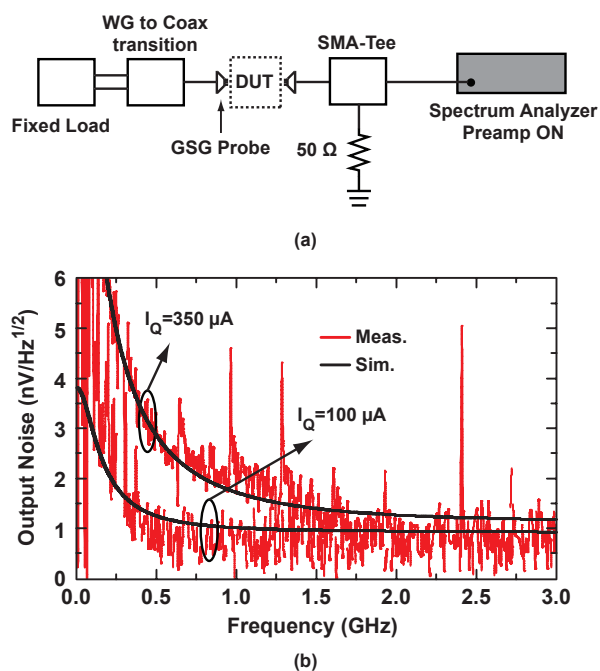 WG to Coax
transition
SMA-Tee
DUT
Fixed Load
GSG Probe
50 Ω
Spectrum Analyzer
Preamp ON
(a)
Output Noise (nV/Hz1/2)
6
5
4
3
2
1
0
IQ=350 µA
Meas.
Sim.
IQ=100 µA
0.0 0.5 1.0 1.5 2.0 2.5 3.0
Frequency (GHz)
(b)